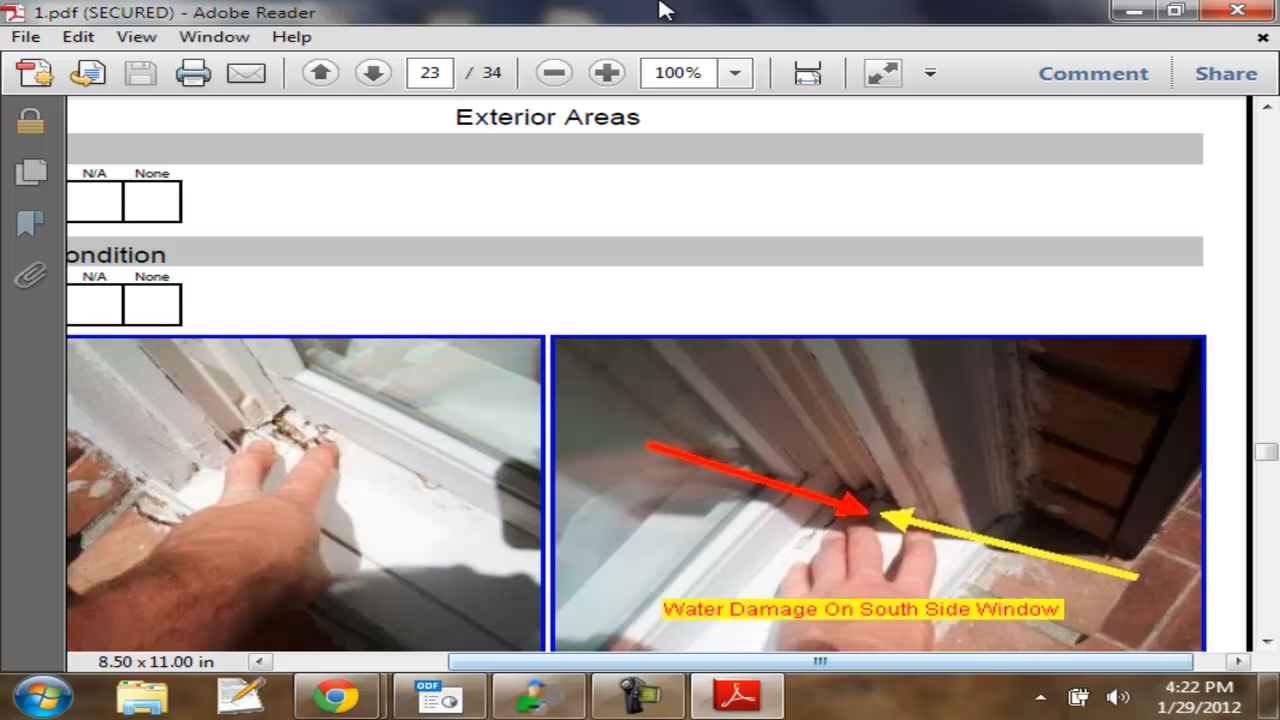 1.pdf (SECURED) - Adobe Reader
File Edit View Window Help
23 / 34 100% Comment Share
Exterior Areas
N/A None
ondition
N/A None
Water Damage On South Side Window
8.50 x 11.00 in
ODF
4:22 PM
1/29/2012